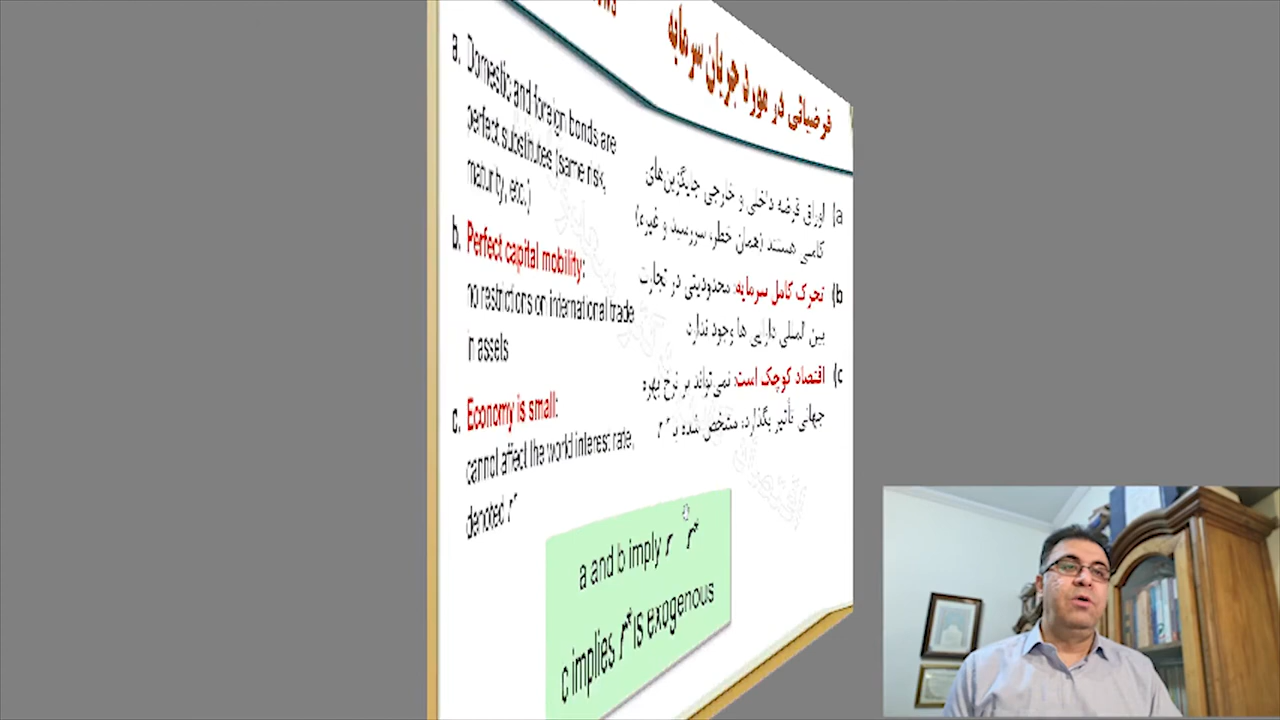 فرضیاتی در مورد جریان سرمایه
a. Domestic and foreign bonds are
perfect substitutes (same risk,
maturity, etc.)
b. Perfect capital mobility:
no restrictions on international trade
in assets
c. Economy is small:
cannot affect the world interest rate,
denoted r*
a) اوراق قرضه داخلی و خارجی جایگزین‌های
کاملی هستند (همان خطر، سررسید و غیره)
b) تحرک کامل سرمایه: محدودیتی در تجارت
بین المللی دارایی ها وجود ندارد
c) اقتصاد کوچک است: نمی‌تواند بر نرخ بهره
جهانی تأثیر بگذارد، مشخص شده با r*
a and b imply r r*
c implies r* is exogenous